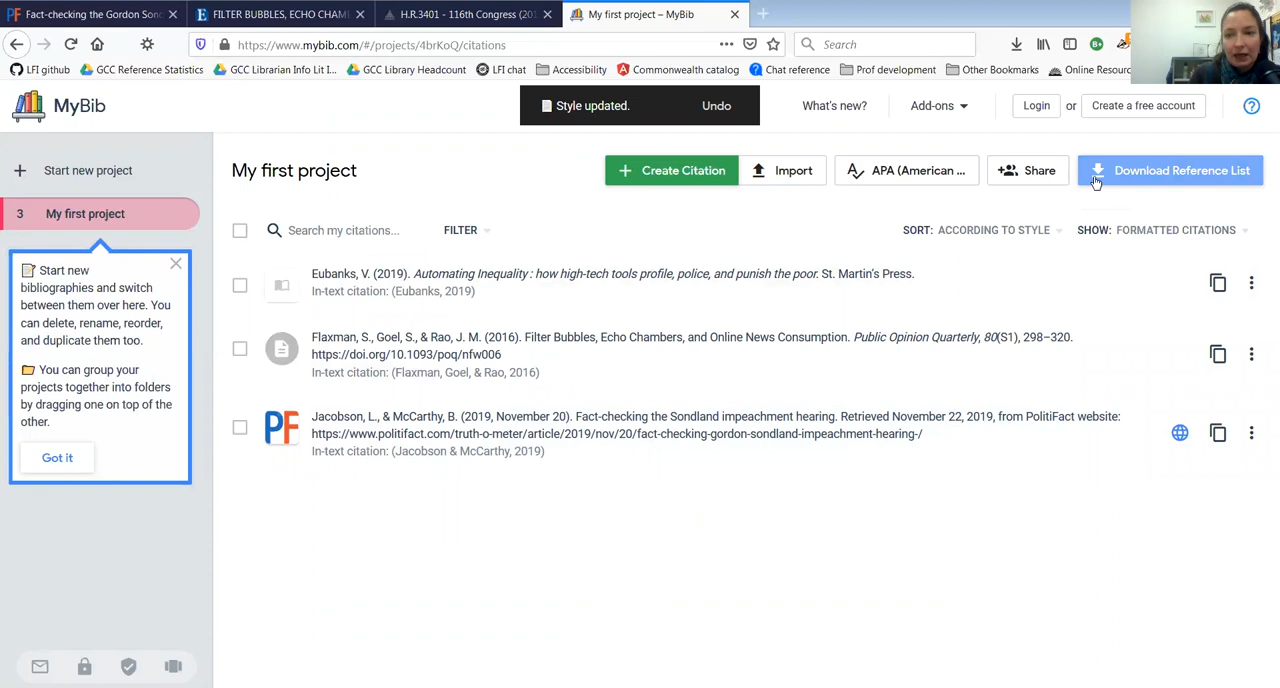 Fact-checking the Gordon Sonc
FILTER BUBBLES, ECHO CHAM
H.R.3401 - 116th Congress (20
My first project – MyBib
https://www.mybib.com/#/projects/4brKoQ/citations
Search
LFI github
GCC Reference Statistics
GCC Librarian Info Lit I...
GCC Library Headcount
LFI chat
Accessibility
Commonwealth catalog
Chat reference
Prof development
Other Bookmarks
Online Resourc
MyBib
Style updated.
Undo
What's new?
Add-ons
Login
or
Create a free account
Start new project
3 My first project
Start new
bibliographies and switch
between them over here. You
can delete, rename, reorder,
and duplicate them too.
You can group your
projects together into folders
by dragging one on top of the
other.
Got it
My first project
Create Citation
Import
APA (American ...
Share
Download Reference List
Search my citations...
FILTER
SORT: ACCORDING TO STYLE
SHOW: FORMATTED CITATIONS
Eubanks, V. (2019). Automating Inequality : how high-tech tools profile, police, and punish the poor. St. Martin's Press.
In-text citation: (Eubanks, 2019)
Flaxman, S., Goel, S., & Rao, J. M. (2016). Filter Bubbles, Echo Chambers, and Online News Consumption. Public Opinion Quarterly, 80(S1), 298–320.
https://doi.org/10.1093/poq/nfw006
In-text citation: (Flaxman, Goel, & Rao, 2016)
PF
Jacobson, L., & McCarthy, B. (2019, November 20). Fact-checking the Sondland impeachment hearing. Retrieved November 22, 2019, from PolitiFact website:
https://www.politifact.com/truth-o-meter/article/2019/nov/20/fact-checking-gordon-sondland-impeachment-hearing-/
In-text citation: (Jacobson & McCarthy, 2019)